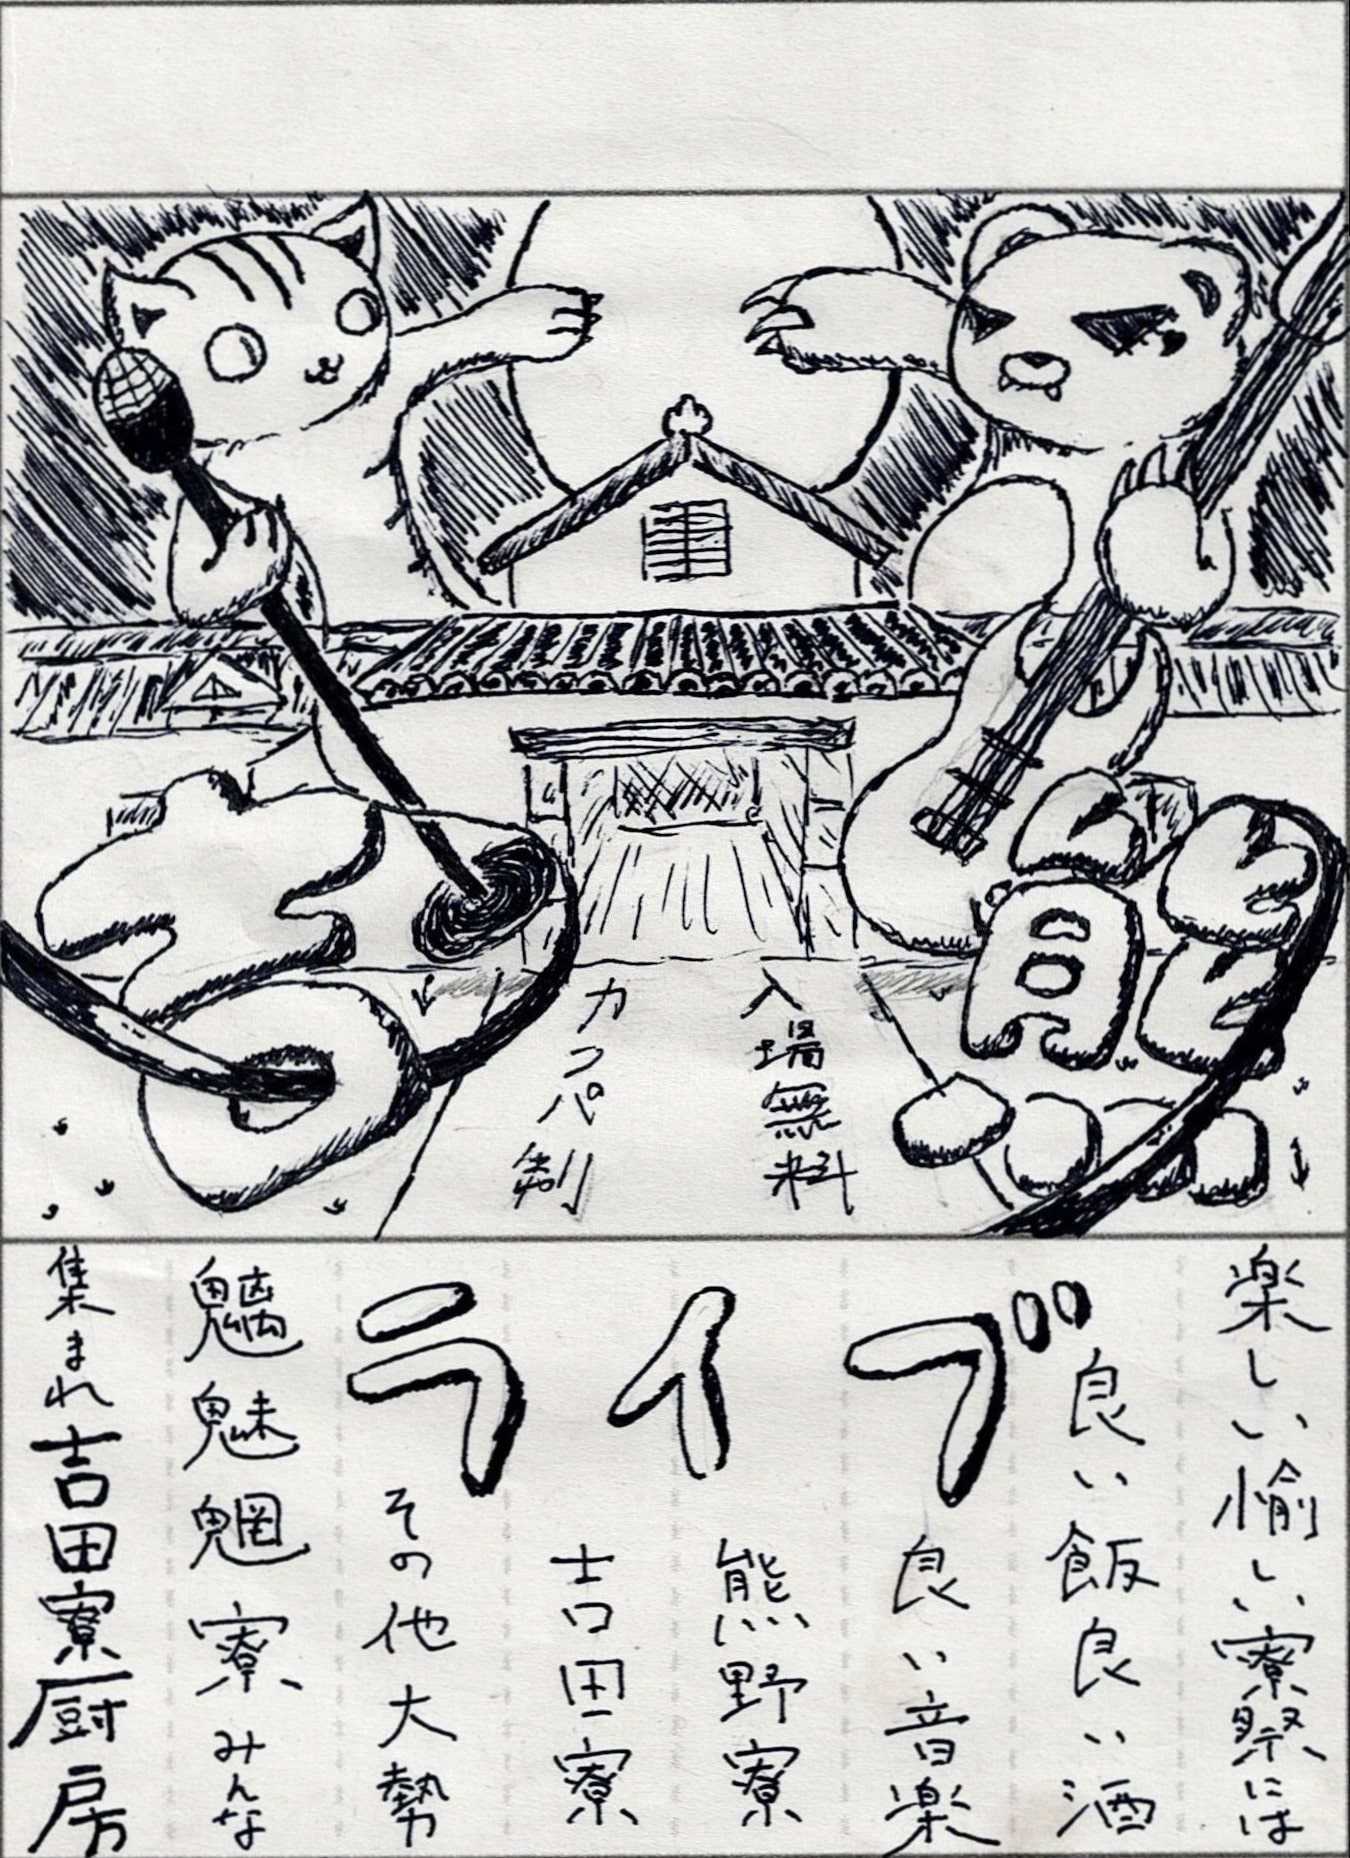 熊
吉
入場無料
カンパ制
ライブ
楽しい愉しい寮祭には
良い飯良い酒
良い音楽
熊野寮
吉田寮
その他大勢
魑魅魍寮みんな
集まれ吉田寮厨房